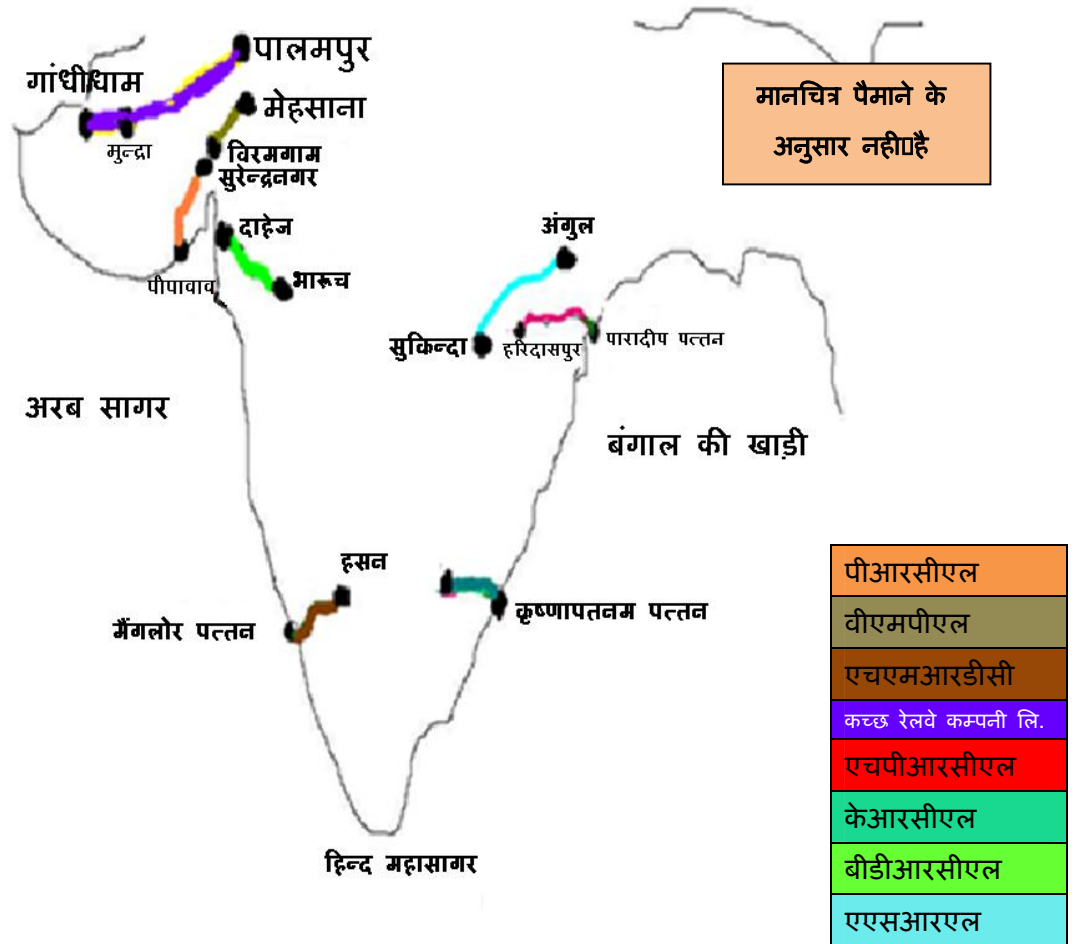 पालमपुर
गांधीधाम
मेहसाना
मुन्द्रा
विरमगाम
सुरेन्द्रनगर
दाहेज
पीपावाव
भारूच
मानचित्र पैमाने के
अनुसार नही है
अंगुल
सुकिन्दा
हरिदासपुर
पारादीप पत्तन
अरब सागर
बंगाल की खाड़ी
हसन
मैंगलोर पत्तन
कृष्णापतनम पत्तन
हिन्द महासागर
पीआरसीएल
वीएमपीएल
एचएमआरडीसी
कच्छ रेलवे कम्पनी लि.
एचपीआरसीएल
केआरसीएल
बीडीआरसीएल
एएसआरएल